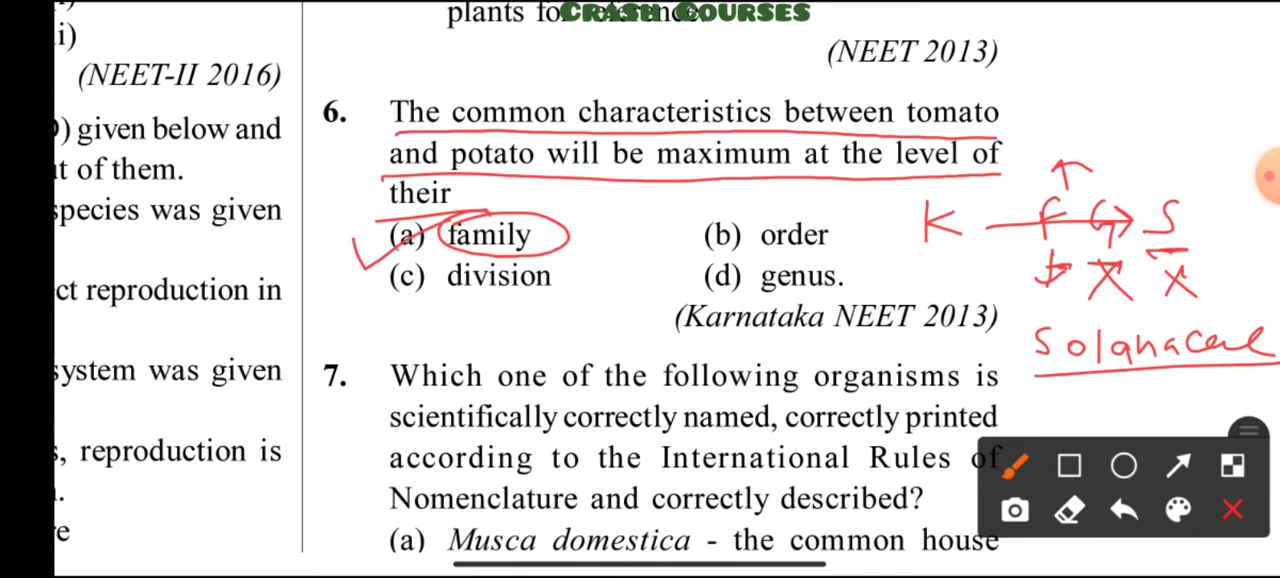 plants for
CRASH COURSES
i)
(NEET 2013)
(NEET-II 2016)
6. The common characteristics between tomato
) given below and
and potato will be maximum at the level of
it of them.
their
species was given
(a) family
(b) order
K F G S
(c) division
(d) genus.
ct reproduction in
(Karnataka NEET 2013)
Solanaceae
system was given
7. Which one of the following organisms is
scientifically correctly named, correctly printed
s, reproduction is
according to the International Rules of
Nomenclature and correctly described?
e
(a) Musca domestica - the common house